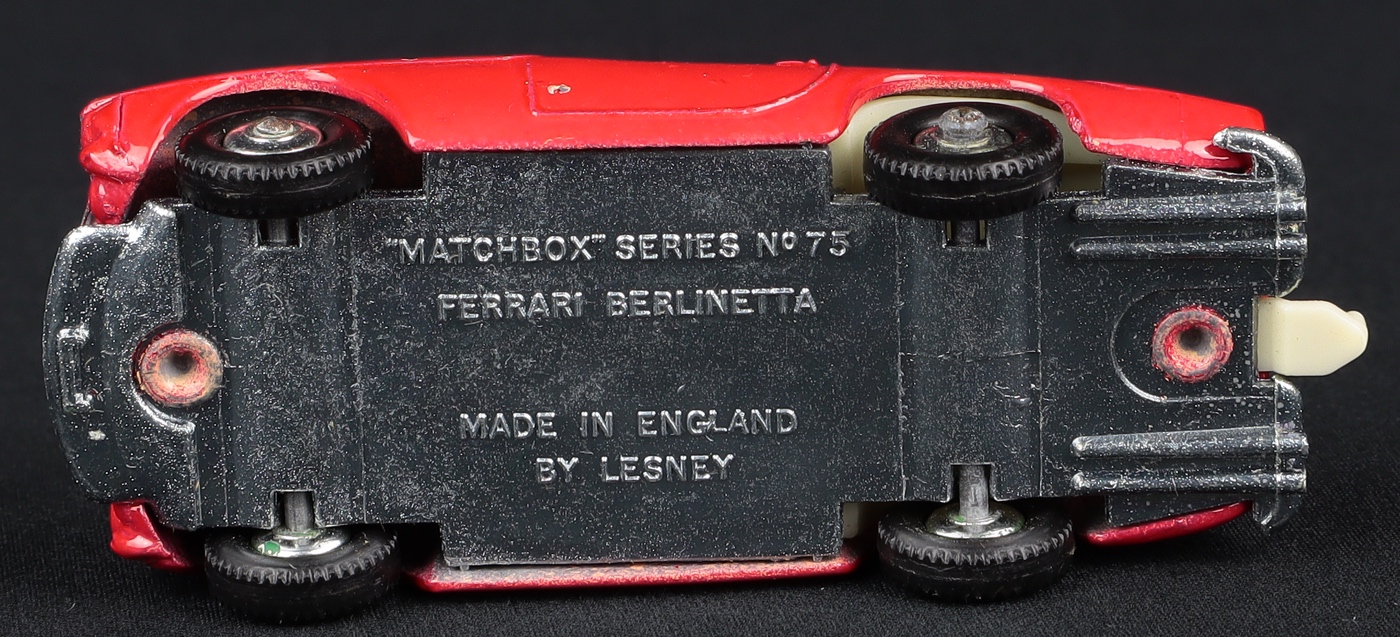 "MATCHBOX" SERIES Nº 75
FERRARI BERLINETTA
MADE IN ENGLAND
BY LESNEY